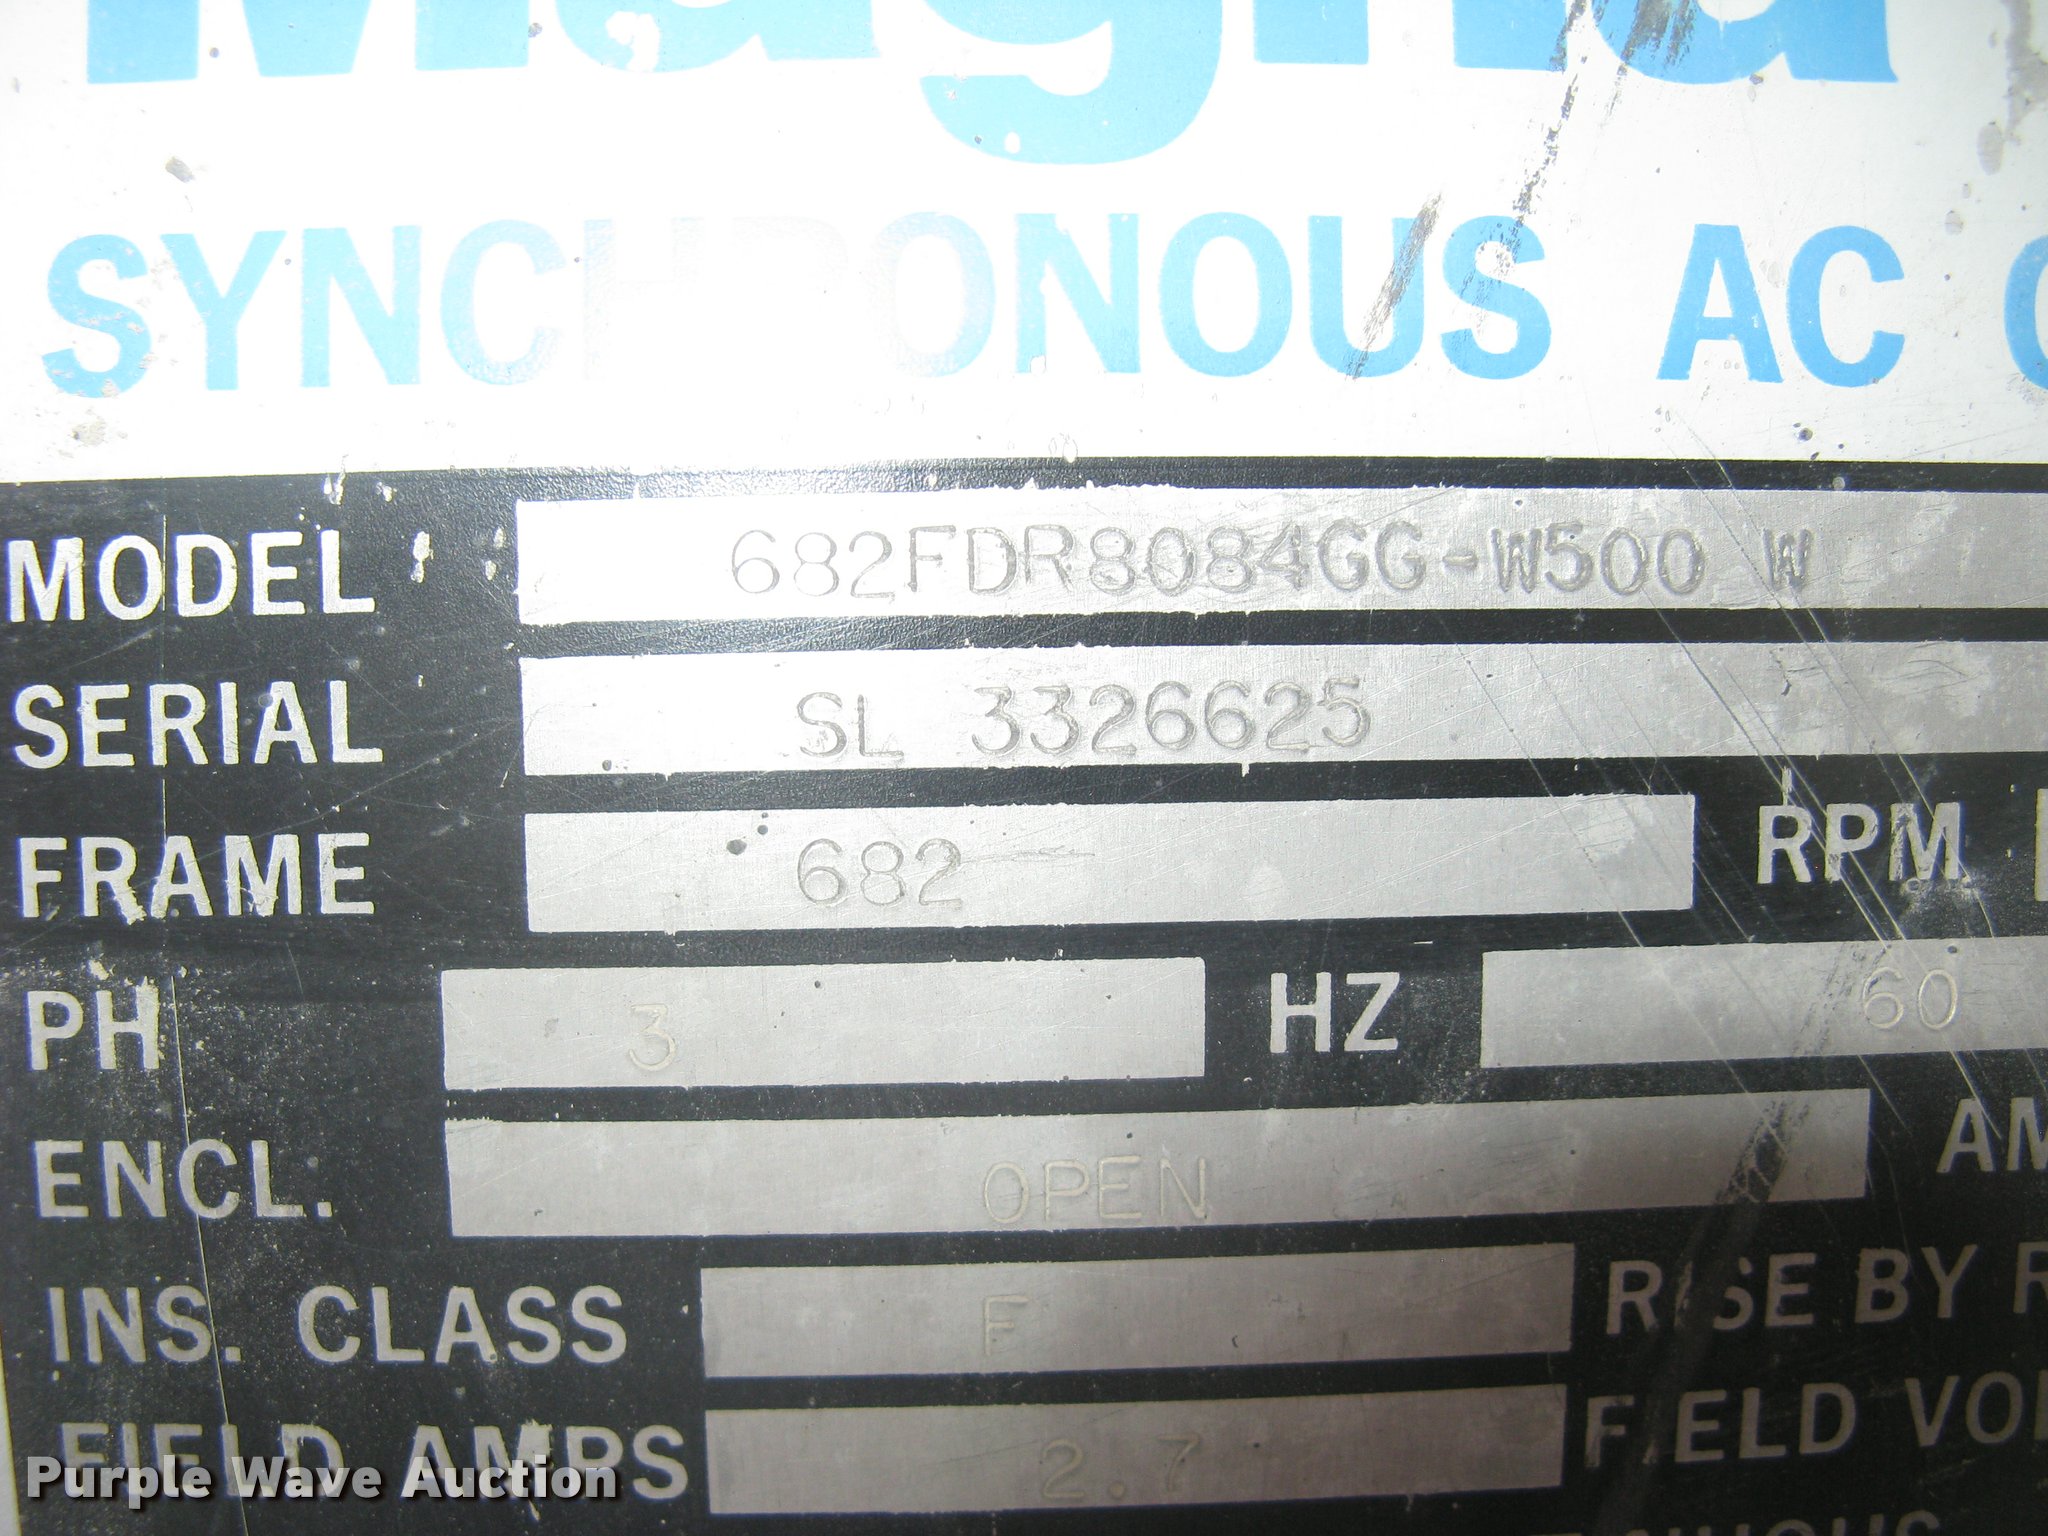 Magna
SYNCHRONOUS AC
MODEL 682FDR8084GG-W500 W
SERIAL SL 3326625
FRAME 682 RPM
PH 3 HZ 60
ENCL. OPEN
INS. CLASS F RISE BY
FIELD AMPS 2.7 FIELD
Purple Wave Auction